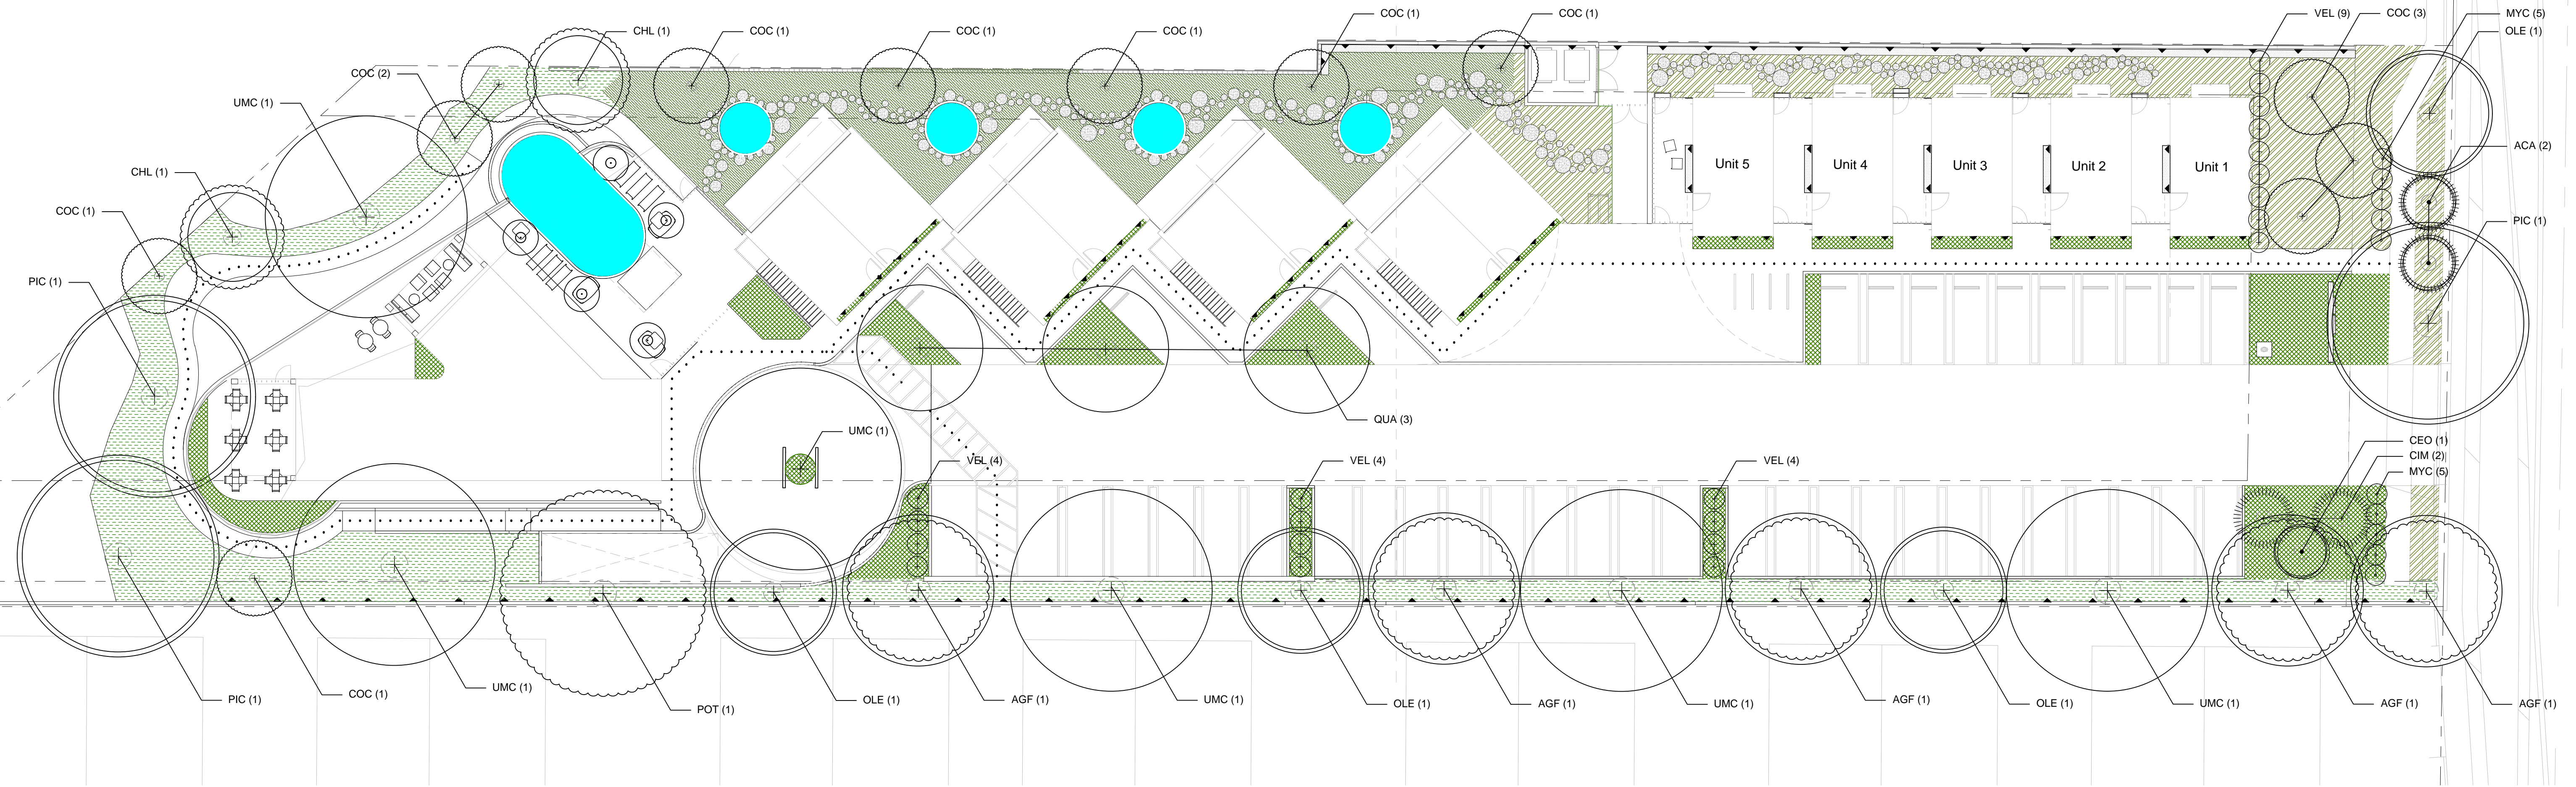 COC (1)
COC (1)
VEL (9)
COC (3)
MYC (5)
CHL (1)
COC (1)
COC (1)
COC (1)
OLE (1)
COC (2)
UMC (1)
ACA (2)
Unit 5
Unit 4
Unit 3
Unit 2
Unit 1
CHL (1)
COC (1)
PIC (1)
PIC (1)
QUA (3)
UMC (1)
CEO (1)
VEL (4)
VEL (4)
VEL (4)
CIM (2)
MYC (5)
PIC (1)
COC (1)
UMC (1)
POT (1)
OLE (1)
AGF (1)
UMC (1)
OLE (1)
AGF (1)
UMC (1)
AGF (1)
OLE (1)
UMC (1)
AGF (1)
AGF (1)